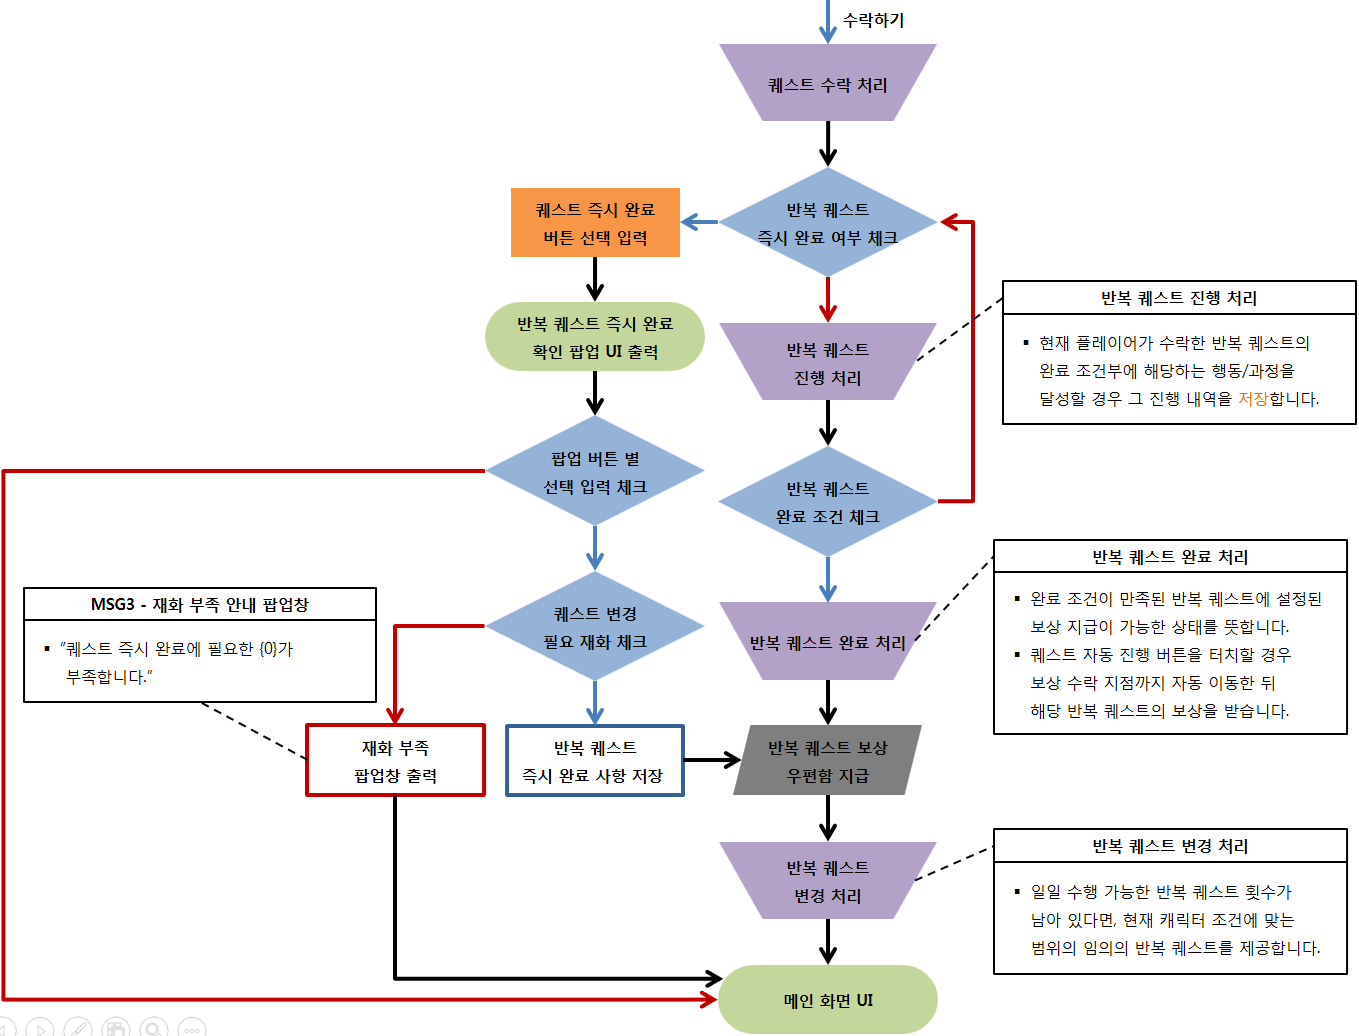 수락하기
퀘스트 수락 처리
반복 퀘스트
즉시 완료 여부 체크
퀘스트 즉시 완료
버튼 선택 입력
반복 퀘스트 즉시 완료
확인 팝업 UI 출력
반복 퀘스트
진행 처리
반복 퀘스트 진행 처리
▪ 현재 플레이어가 수락한 반복 퀘스트의
완료 조건부에 해당하는 행동/과정을
달성할 경우 그 진행 내역을 저장합니다.
팝업 버튼 별
선택 입력 체크
반복 퀘스트
완료 조건 체크
퀘스트 변경
필요 재화 체크
반복 퀘스트 완료 처리
반복 퀘스트 완료 처리
▪ 완료 조건이 만족된 반복 퀘스트에 설정된
보상 지급이 가능한 상태를 뜻합니다.
▪ 퀘스트 자동 진행 버튼을 터치할 경우
보상 수락 지점까지 자동 이동한 뒤
해당 반복 퀘스트의 보상을 받습니다.
MSG3 - 재화 부족 안내 팝업창
▪ “퀘스트 즉시 완료에 필요한 {0}가
부족합니다.”
재화 부족
팝업창 출력
반복 퀘스트
즉시 완료 사항 저장
반복 퀘스트 보상
우편함 지급
반복 퀘스트
변경 처리
반복 퀘스트 변경 처리
▪ 일일 수행 가능한 반복 퀘스트 횟수가
남아 있다면, 현재 캐릭터 조건에 맞는
범위의 임의의 반복 퀘스트를 제공합니다.
메인 화면 UI